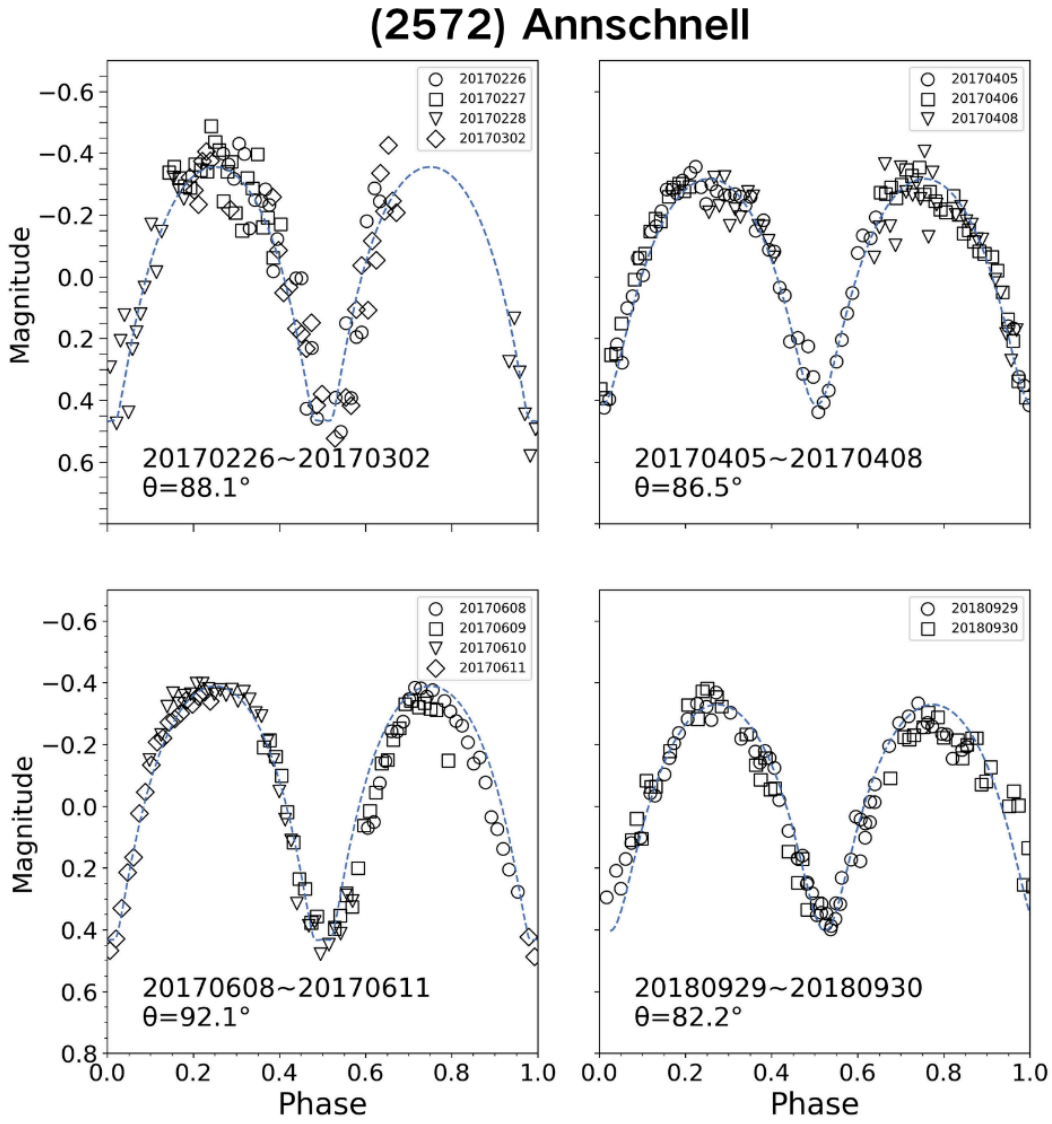 (2572) Annschnell
−0.6
−0.4
−0.2
0.0
0.2
0.4
0.6
Magnitude
20170226
20170227
20170228
20170302
20170226~20170302
θ=88.1°
20170405
20170406
20170408
20170405~20170408
θ=86.5°
−0.6
−0.4
−0.2
0.0
0.2
0.4
0.6
0.8
Magnitude
20170608
20170609
20170610
20170611
20170608~20170611
θ=92.1°
0.0 0.2 0.4 0.6 0.8 1.0
Phase
20180929
20180930
20180929~20180930
θ=82.2°
0.0 0.2 0.4 0.6 0.8 1.0
Phase